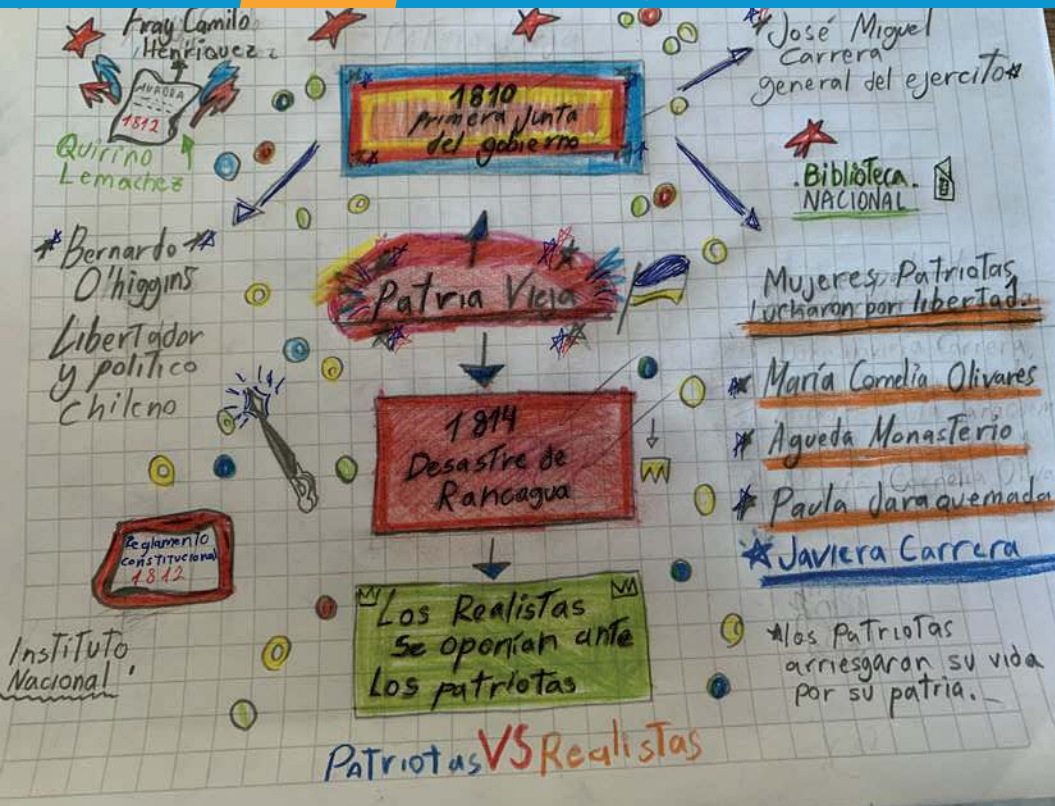 Fray Camilo
Henriquez
AURORA
1812
Quirino
Lemachez
1810
Primera Junta
del gobierno
José Miguel
Carrera
general del ejercito
.Biblioteca.
NACIONAL
Bernardo
O'higgins
Libertador
y politico
chileno
Patria Vieja
Mujeres Patriotas
Lucharon por libertad.
María Cornelia Olivares
Agueda Monasterio
Paula Jaraquemada
Javiera Carrera
1814
Desastre de
Rancagua
Reglamento
constitucional
1812
Instituto
Nacional
Los Realistas
se oponían ante
Los patriotas
los patriotas
arriesgaron su vida
por su patria.
Patriotas VS Realistas